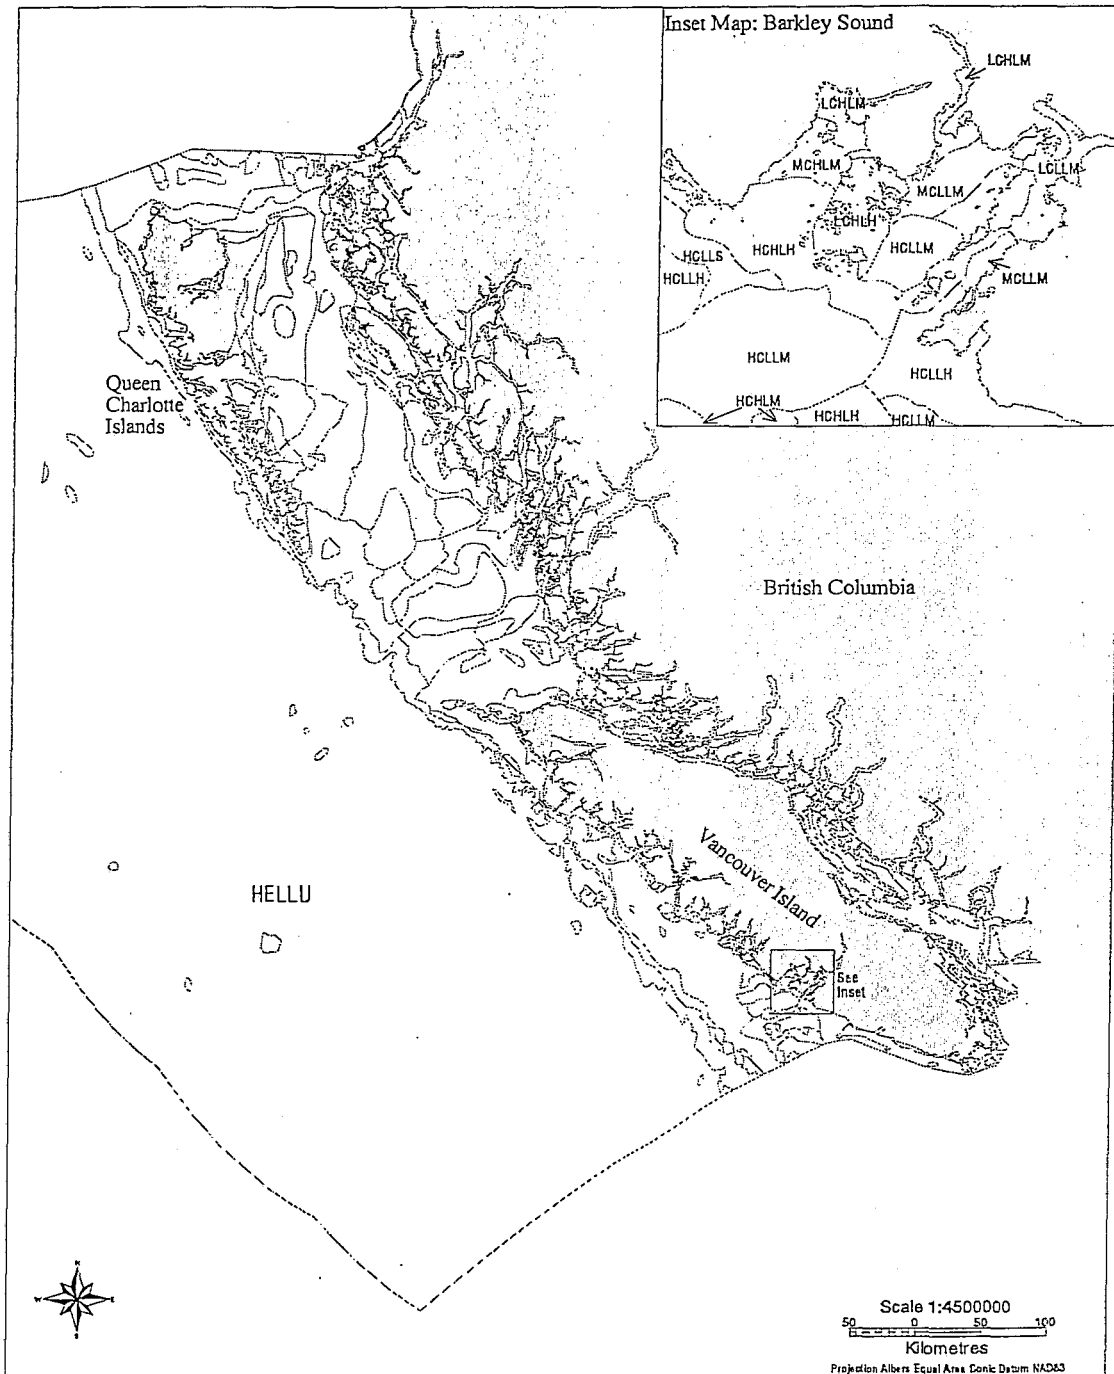 Inset Map: Barkley Sound
LCHLM
LCHLM
MCHLM
LCLLM
MCLLM
LCHLH
HCLLS
HCHLH
HCLLM
HCLLH
MCLLM
HCLLM
HCLLH
HCHLM
HCHLH
HCLLM
Queen
Charlotte
Islands
British Columbia
Vancouver Island
HELLU
See
Inset
N
W
E
S
Scale 1:4500000
50 0 50 100
Kilometres
Projection Albers Equal Area Conic Datum NAD83